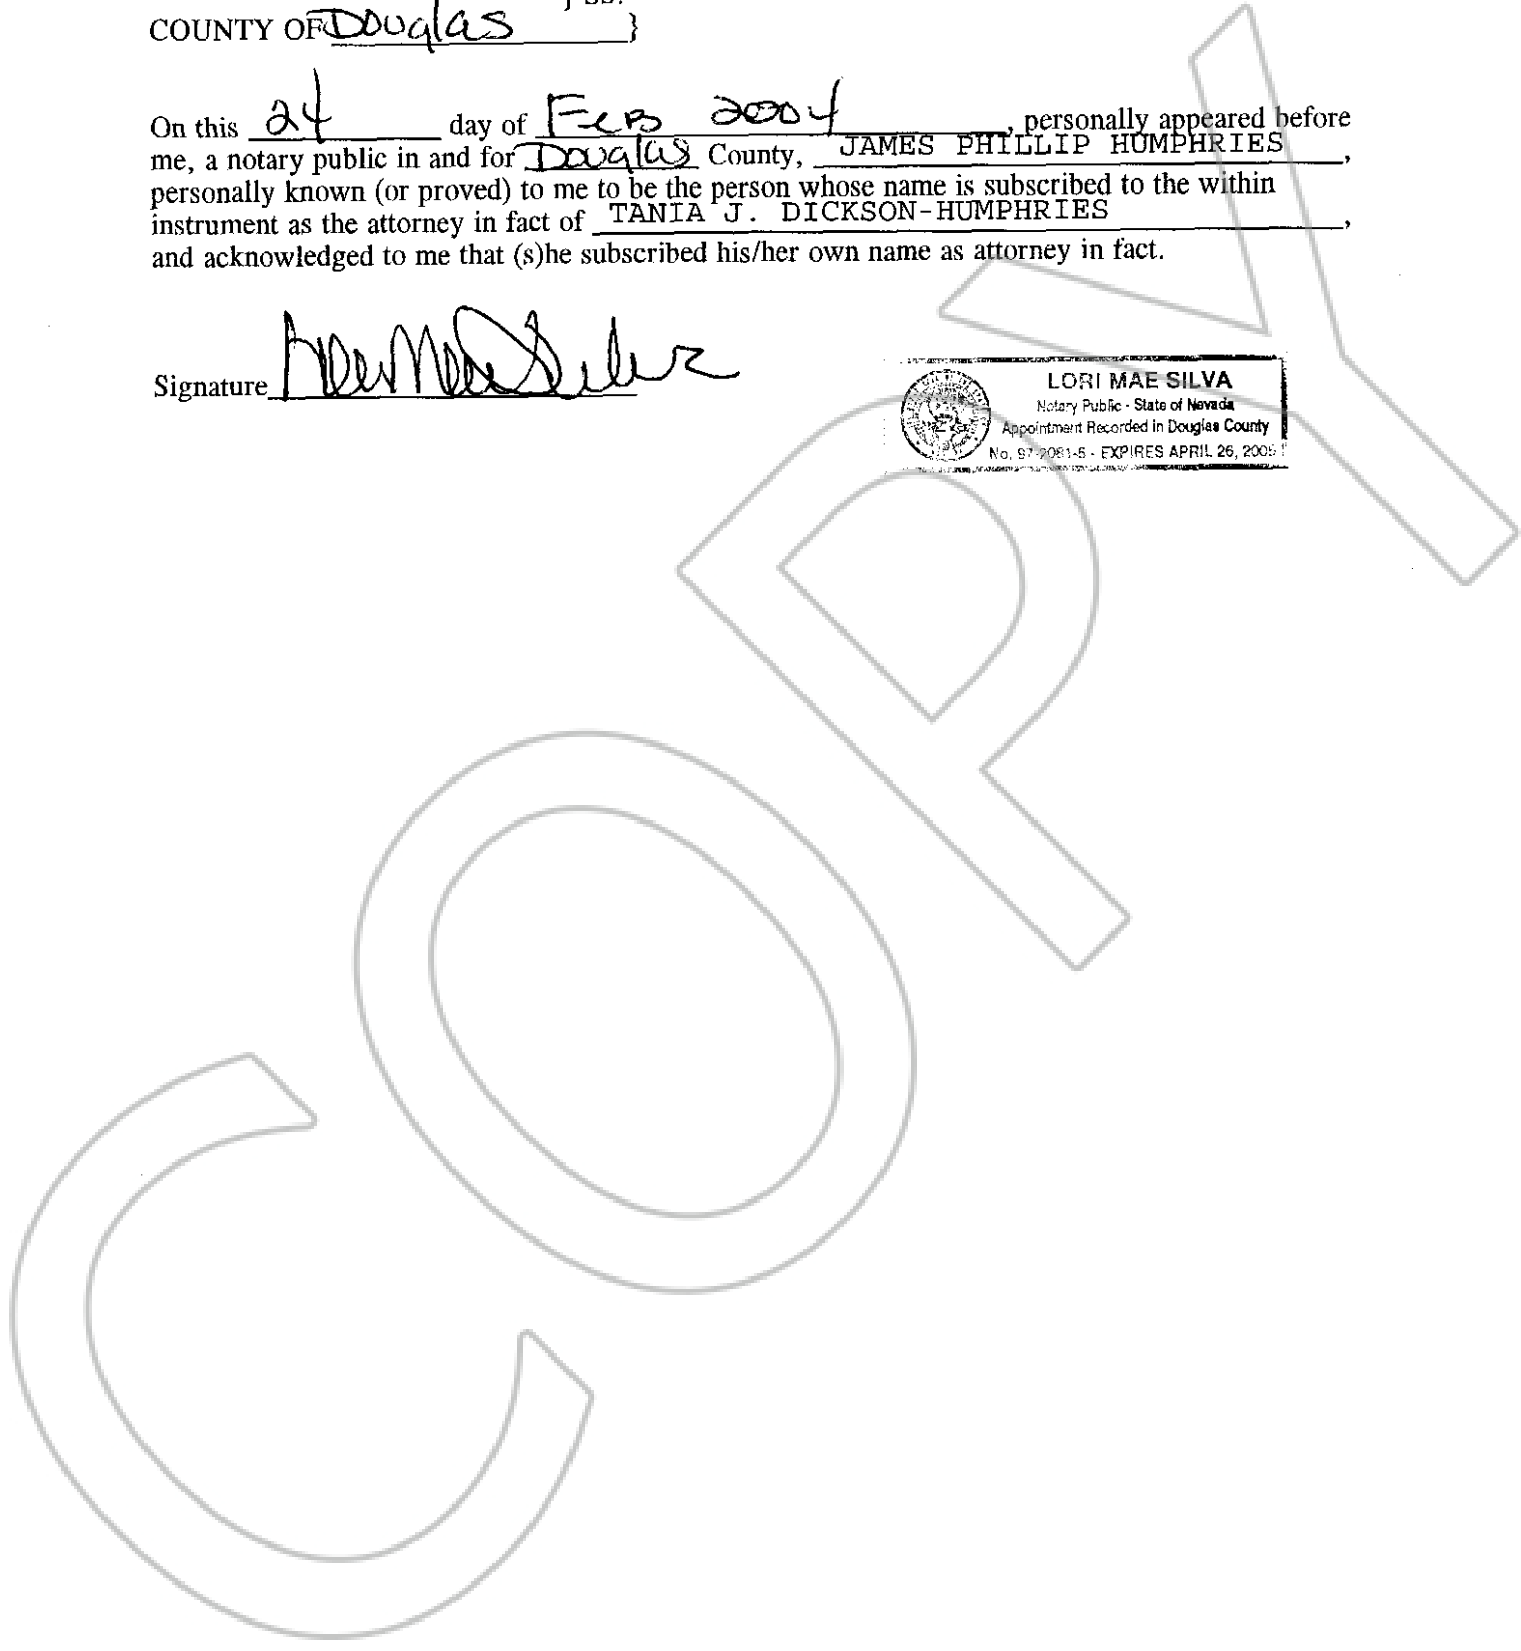 COUNTY OF Douglas }
On this 24 day of Feb 2004, personally appeared before
me, a notary public in and for Douglas County, JAMES PHILLIP HUMPHRIES,
personally known (or proved) to me to be the person whose name is subscribed to the within
instrument as the attorney in fact of TANIA J. DICKSON-HUMPHRIES,
and acknowledged to me that (s)he subscribed his/her own name as attorney in fact.
Signature
LORI MAE SILVA
Notary Public - State of Nevada
Appointment Recorded in Douglas County
No. 97-2081-5 - EXPIRES APRIL 26, 2005
COPY